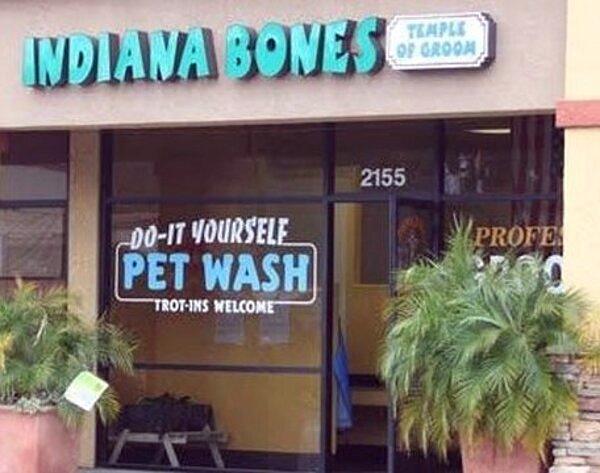 INDIANA BONES
TEMPLE
OF GROOM
2155
DO-IT YOURSELF
PET WASH
TROT-INS WELCOME